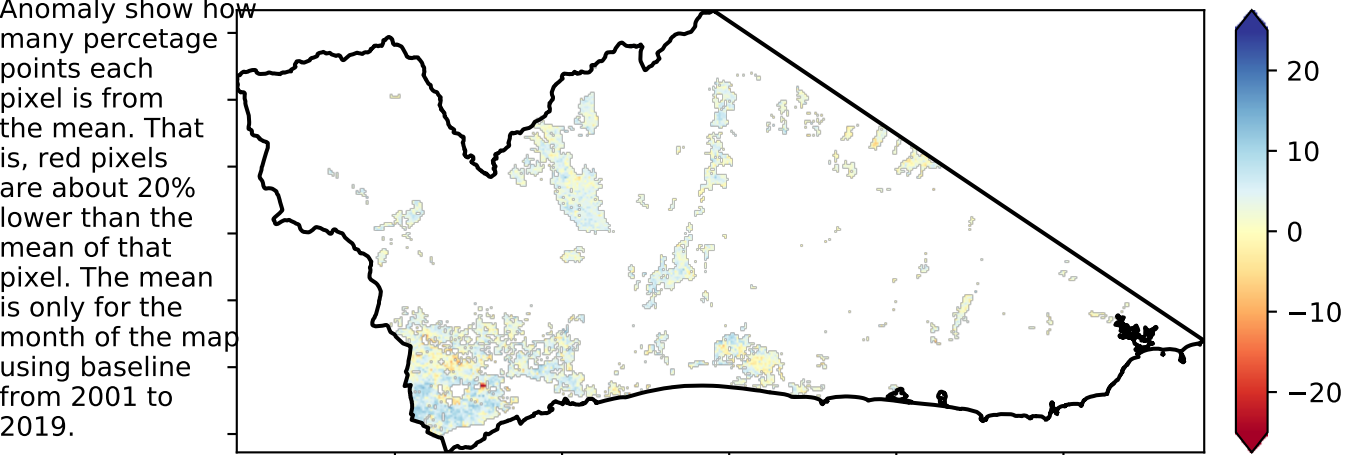 Anomaly show how
many percetage
points each
pixel is from
the mean. That
is, red pixels
are about 20%
lower than the
mean of that
pixel. The mean
is only for the
month of the map
using baseline
from 2001 to
2019.
20
10
0
−10
−20